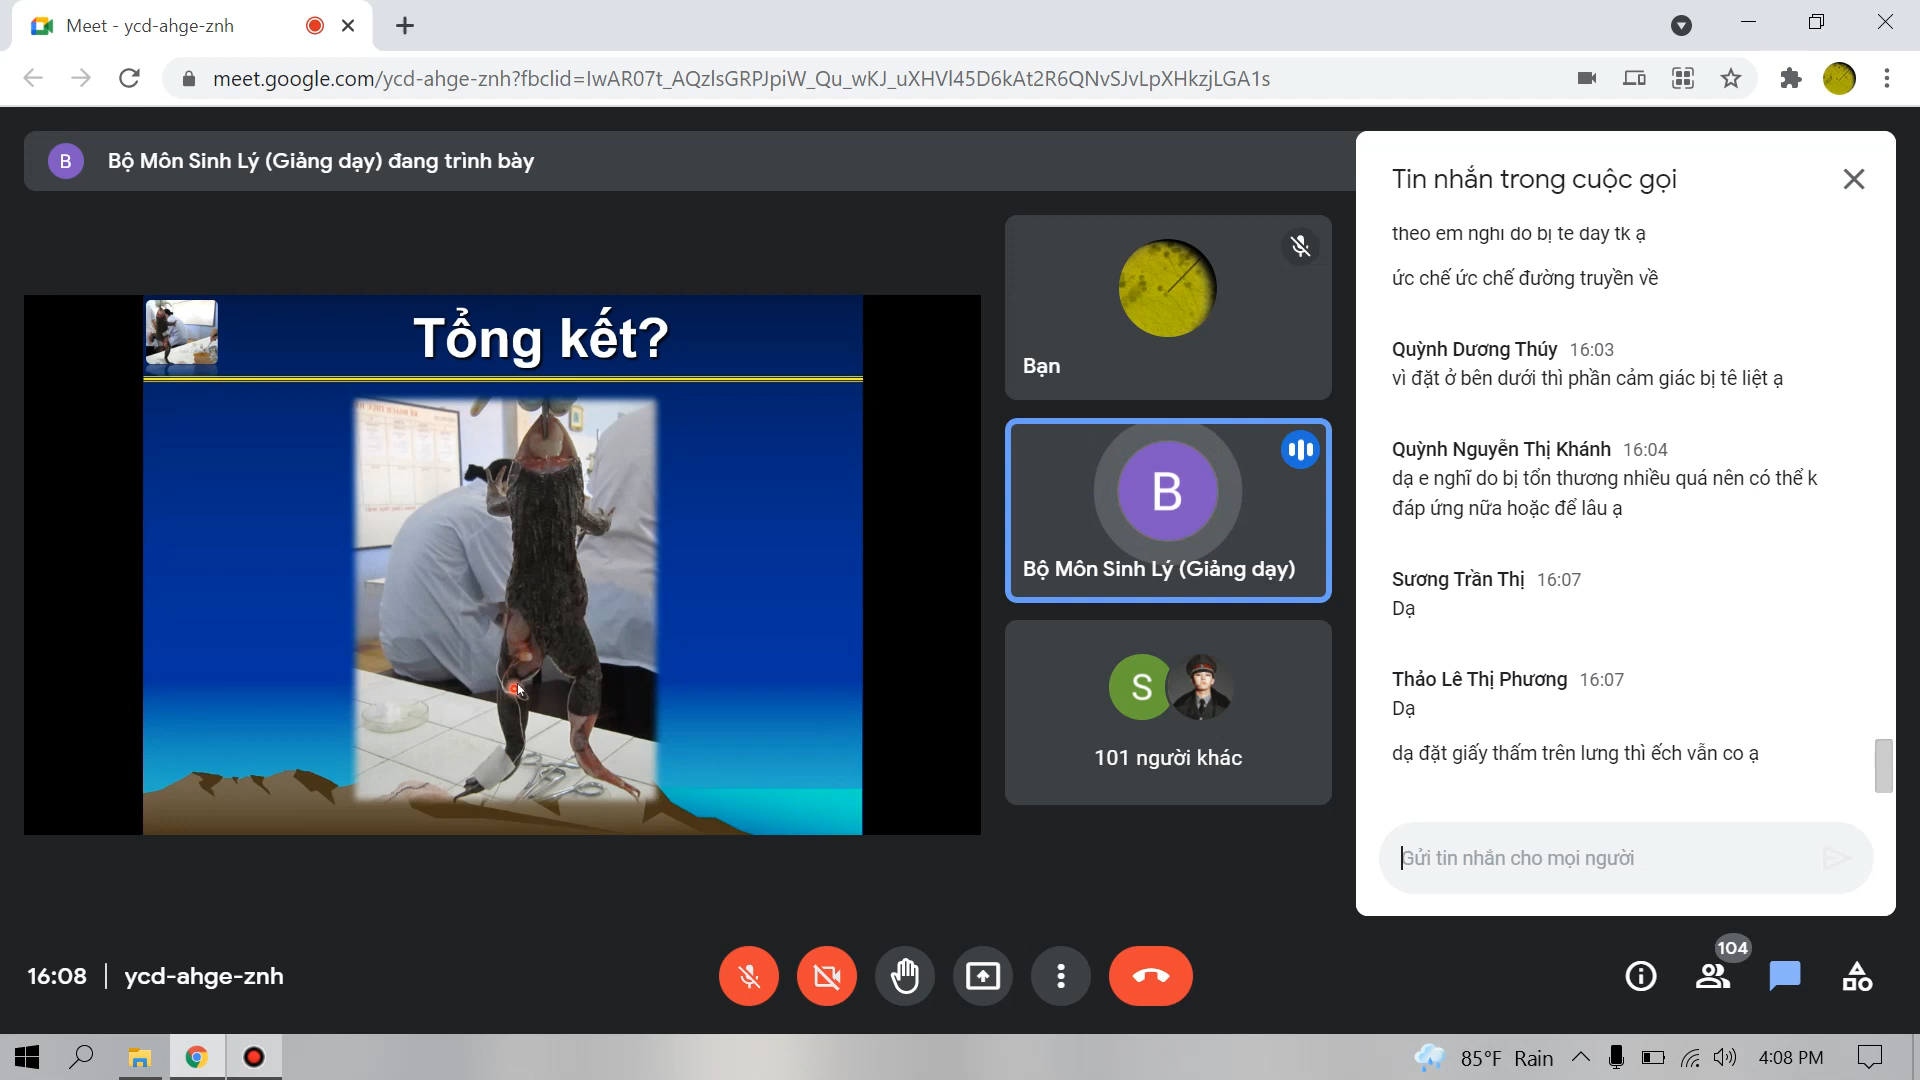 Meet - ycd-ahge-znh
meet.google.com/ycd-ahge-znh?fbclid=IwAR07t_AQzlsGRPJpiW_Qu_wKJ_uXHVl45D6kAt2R6QNvSJvLpXHkzjLGA1s
B
Bộ Môn Sinh Lý (Giảng dạy) đang trình bày
Tổng kết?
Bạn
B
Bộ Môn Sinh Lý (Giảng dạy)
S
101 người khác
Tin nhắn trong cuộc gọi
theo em nghĩ do bị tê dây tk ạ
ức chế ức chế đường truyền về
Quỳnh Dương Thúy 16:03
vì đặt ở bên dưới thì phần cảm giác bị tê liệt ạ
Quỳnh Nguyễn Thị Khánh 16:04
dạ e nghĩ do bị tổn thương nhiều quá nên có thể k
đáp ứng nữa hoặc để lâu ạ
Sương Trần Thị 16:07
Dạ
Thảo Lê Thị Phương 16:07
Dạ
dạ đặt giấy thấm trên lưng thì ếch vẫn co ạ
Gửi tin nhắn cho mọi người
16:08 | ycd-ahge-znh
104
85°F Rain
4:08 PM